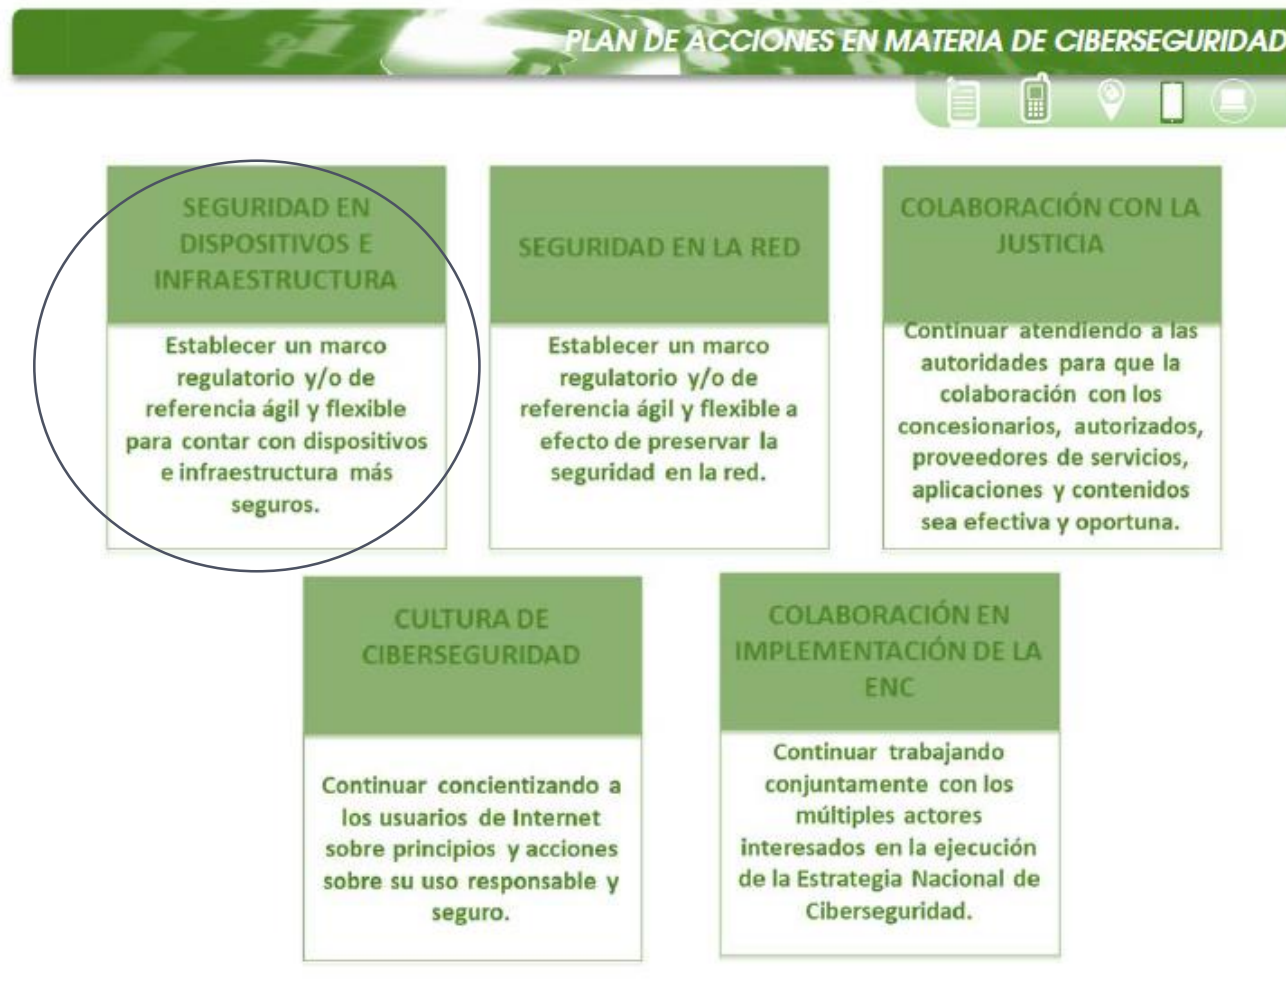 PLAN DE ACCIONES EN MATERIA DE CIBERSEGURIDAD
SEGURIDAD EN
DISPOSITIVOS E
INFRAESTRUCTURA
Establecer un marco
regulatorio y/o de
referencia ágil y flexible
para contar con dispositivos
e infraestructura más
seguros.
SEGURIDAD EN LA RED
Establecer un marco
regulatorio y/o de
referencia ágil y flexible a
efecto de preservar la
seguridad en la red.
COLABORACIÓN CON LA
JUSTICIA
Continuar atendiendo a las
autoridades para que la
colaboración con los
concesionarios, autorizados,
proveedores de servicios,
aplicaciones y contenidos
sea efectiva y oportuna.
CULTURA DE
CIBERSEGURIDAD
Continuar concientizando a
los usuarios de Internet
sobre principios y acciones
sobre su uso responsable y
seguro.
COLABORACIÓN EN
IMPLEMENTACIÓN DE LA
ENC
Continuar trabajando
conjuntamente con los
múltiples actores
interesados en la ejecución
de la Estrategia Nacional de
Ciberseguridad.